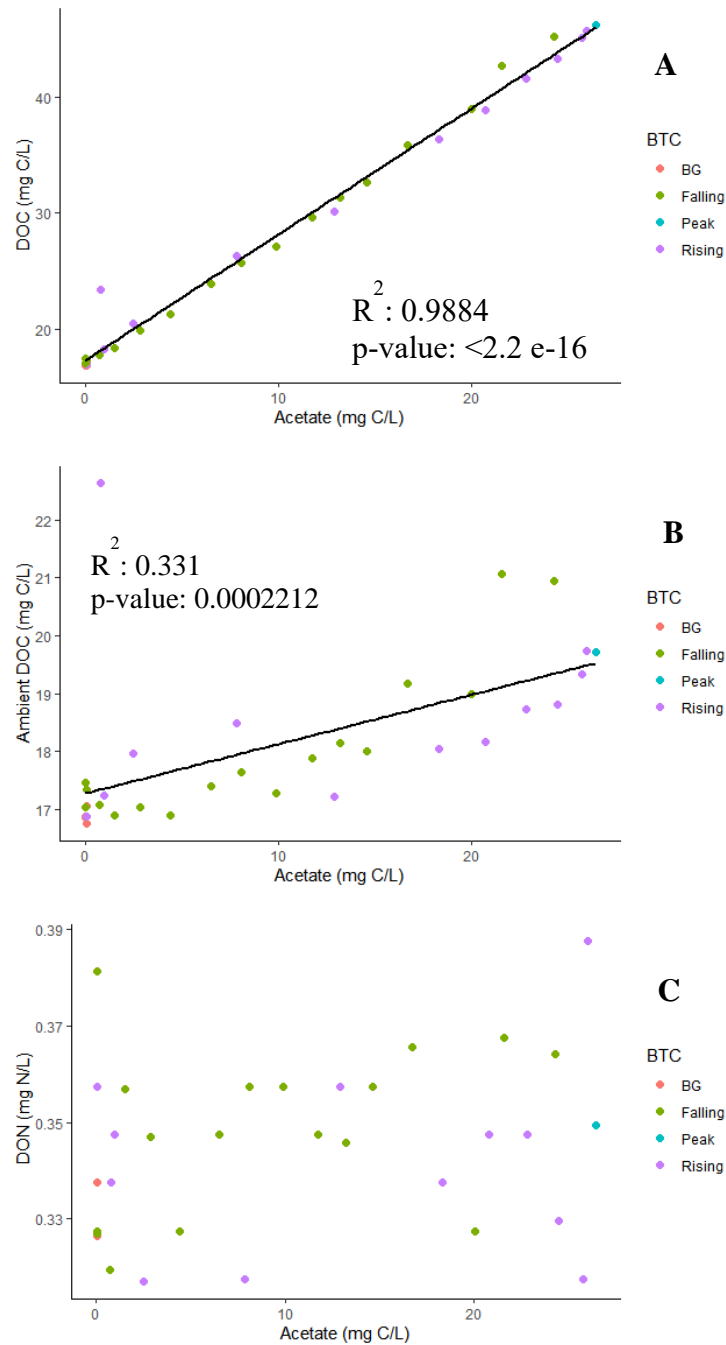 A
DOC (mg C/L)
40
30
20
0
10
20
Acetate (mg C/L)
R²: 0.9884
p-value: <2.2 e-16
BTC
BG
Falling
Peak
Rising
B
Ambient DOC (mg C/L)
22
21
20
19
18
17
0
10
20
Acetate (mg C/L)
R²: 0.331
p-value: 0.0002212
BTC
BG
Falling
Peak
Rising
C
DON (mg N/L)
0.39
0.37
0.35
0.33
0
10
20
Acetate (mg C/L)
BTC
BG
Falling
Peak
Rising